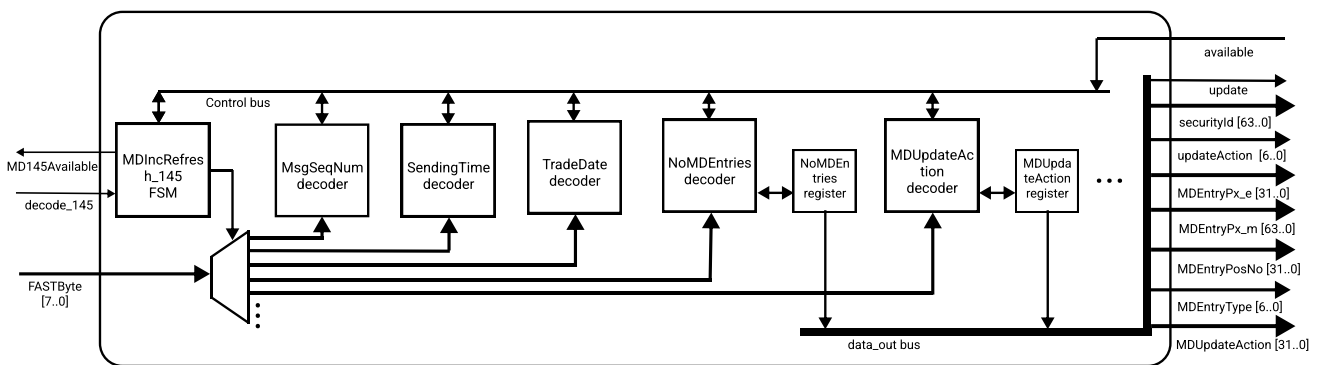 available
Control bus
update
securityId [63..0]
MDIncRefres
h_145
FSM
MsgSeqNum
decoder
SendingTime
decoder
TradeDate
decoder
NoMDEntries
decoder
NoMDEn
tries
register
MDUpdateAc
tion
decoder
MDUpda
teAction
register
...
MD145Available
decode_145
updateAction [6..0]
MDEntryPx_e [31..0]
MDEntryPx_m [63..0]
FASTByte
[7..0]
MDEntryPosNo [31..0]
MDEntryType [6..0]
data_out bus
MDUpdateAction [31..0]